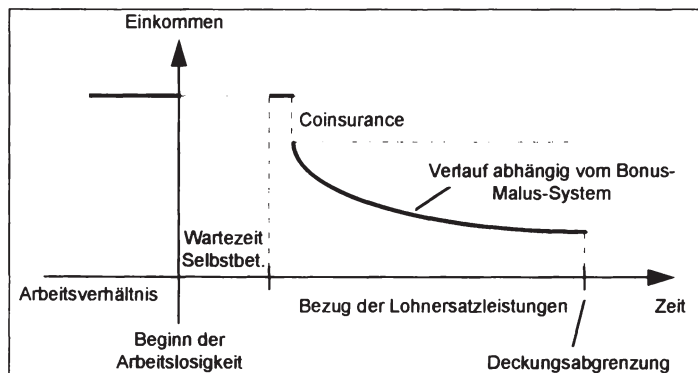 Einkommen
Coinsurance
Verlauf abhängig vom Bonus-
Malus-System
Wartezeit
Selbstbet.
Arbeitsverhältnis
Bezug der Lohnersatzleistungen
Zeit
Beginn der
Arbeitslosigkeit
Deckungsabgrenzung